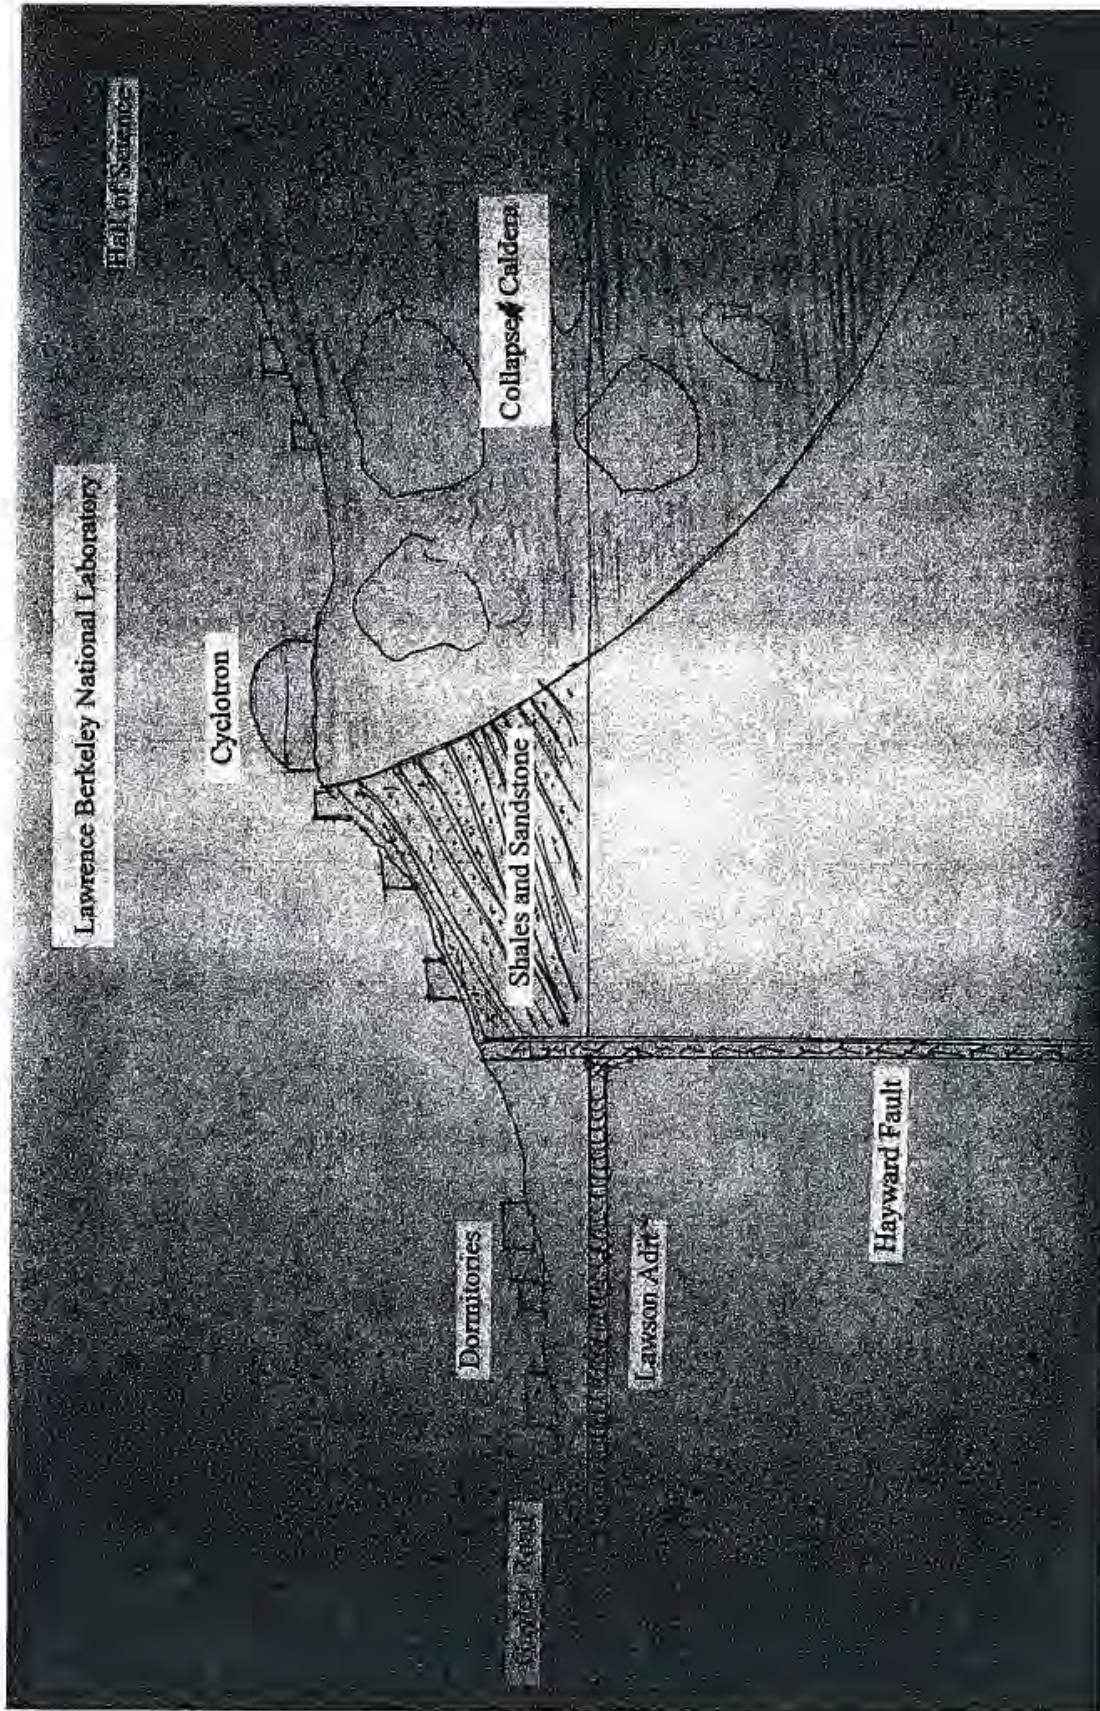 Lawrence Berkeley National Laboratory
Hall of Science
Cyclotron
Collapsed Caldera
Shales and Sandstone
Dormitories
Lawson Adit
Hayward Fault